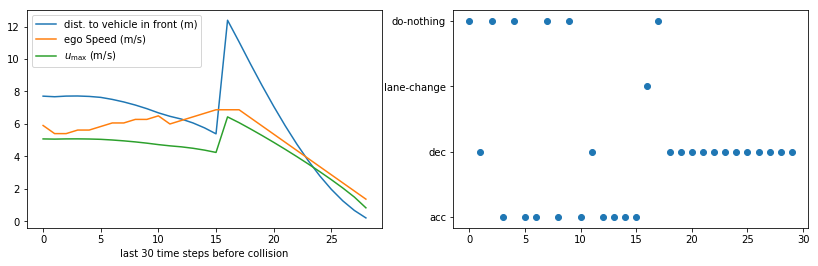 dist. to vehicle in front (m)
ego Speed (m/s)
u_max (m/s)
12
10
8
6
4
2
0
0 5 10 15 20 25
last 30 time steps before collision
do-nothing
lane-change
dec
acc
0 5 10 15 20 25 30